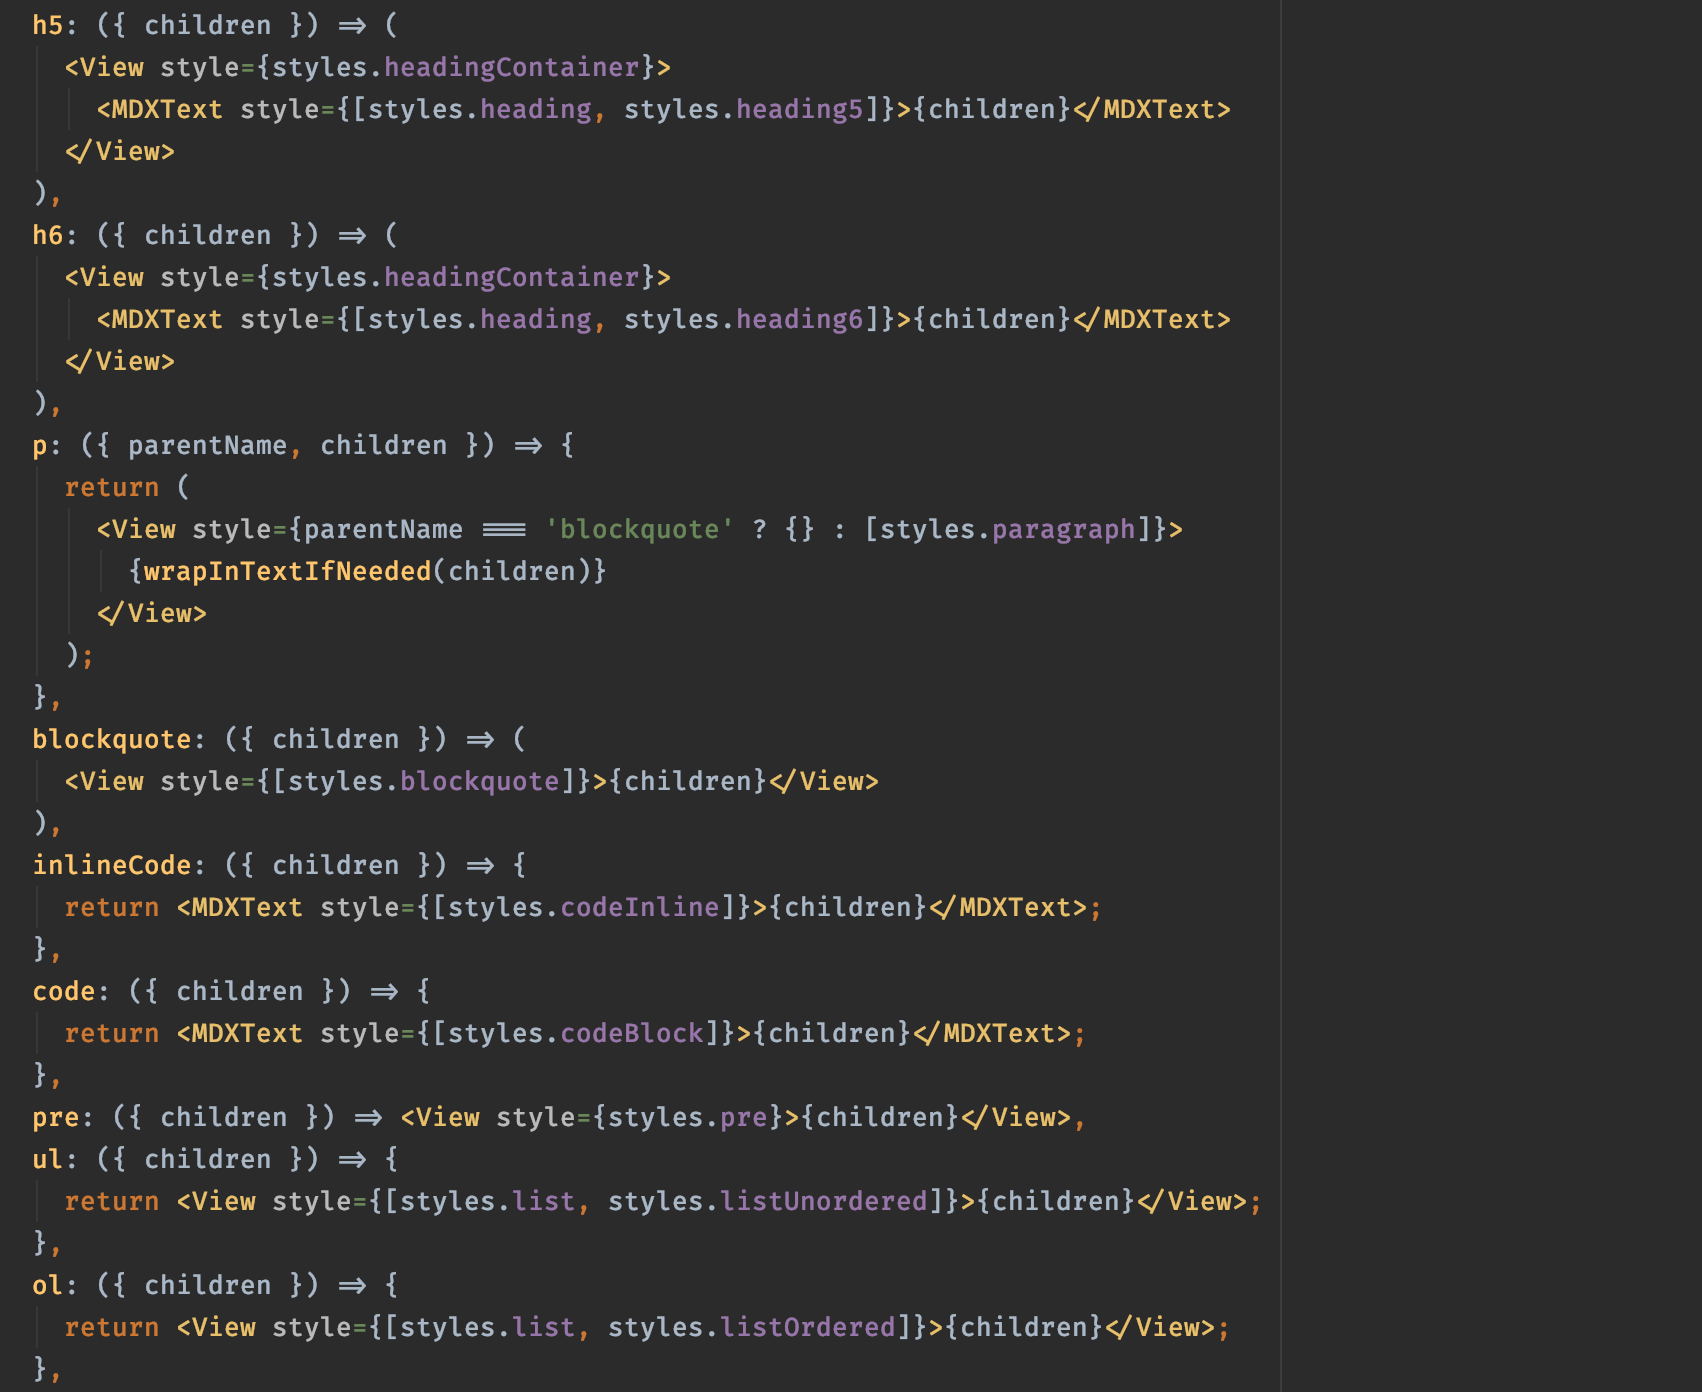 h5: ({ children }) => (
  <View style={styles.headingContainer}>
    <MDXText style={[styles.heading, styles.heading5]}>{children}</MDXText>
  </View>
),
h6: ({ children }) => (
  <View style={styles.headingContainer}>
    <MDXText style={[styles.heading, styles.heading6]}>{children}</MDXText>
  </View>
),
p: ({ parentName, children }) => {
  return (
    <View style={parentName === 'blockquote' ? {} : [styles.paragraph]}>
      {wrapInTextIfNeeded(children)}
    </View>
  );
},
blockquote: ({ children }) => (
  <View style={[styles.blockquote]}>{children}</View>
),
inlineCode: ({ children }) => {
  return <MDXText style={[styles.codeInline]}>{children}</MDXText>;
},
code: ({ children }) => {
  return <MDXText style={[styles.codeBlock]}>{children}</MDXText>;
},
pre: ({ children }) => <View style={styles.pre}>{children}</View>,
ul: ({ children }) => {
  return <View style={[styles.list, styles.listUnordered]}>{children}</View>;
},
ol: ({ children }) => {
  return <View style={[styles.list, styles.listOrdered]}>{children}</View>;
},